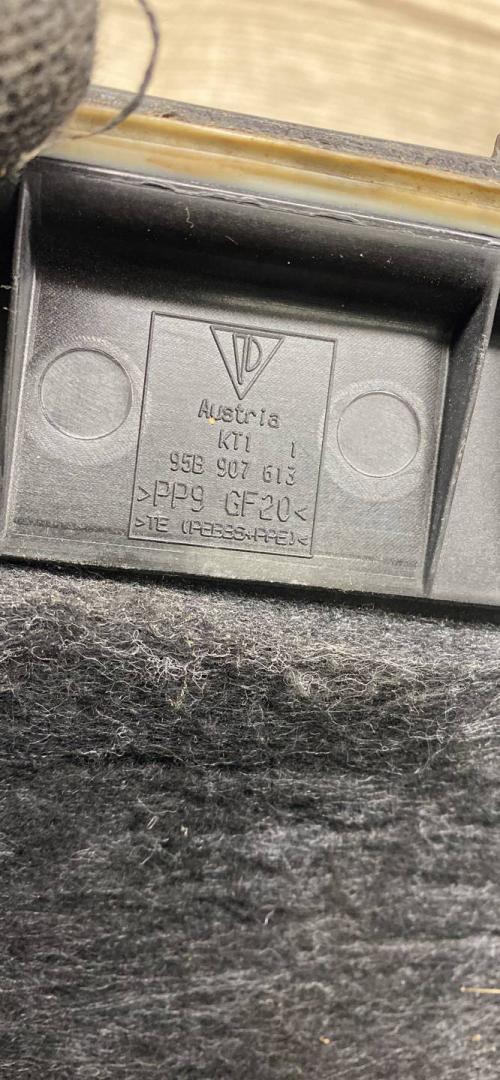 Austria
KT1 1
95B 907 613
>PP9 GF20<
>TE (PEBBS+PPE)<